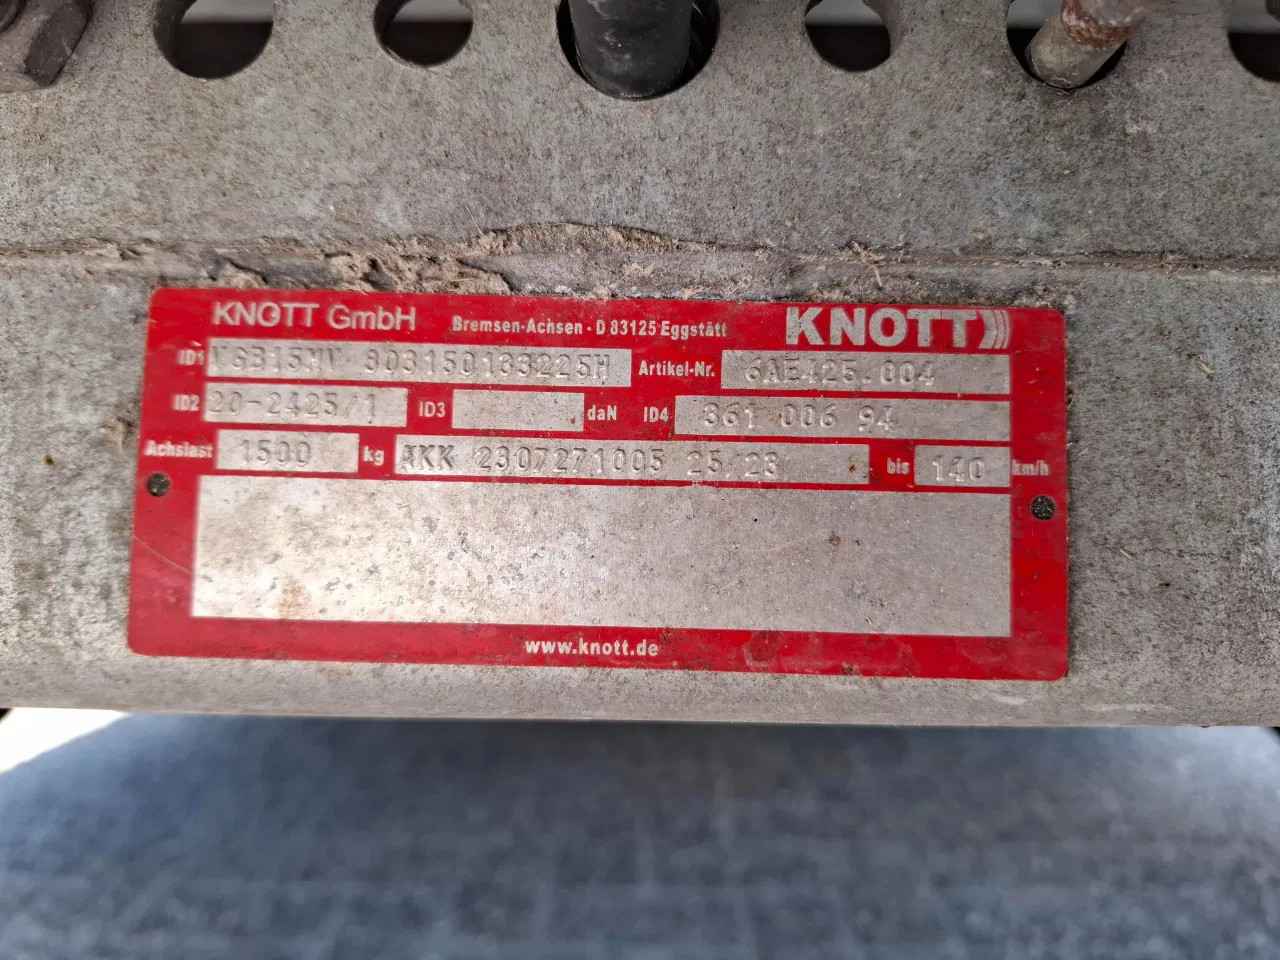 KNOTT GmbH Bremsen-Achsen · D 83125 Eggstätt KNOTT
ID1 VGB15MV 803150133225H Artikel-Nr. 6AE425.004
ID2 20-2425/1 ID3 daN ID4 361 006 94
Achslast 1500 kg AKK 2307271005 25/23 bis 140 km/h
www.knott.de